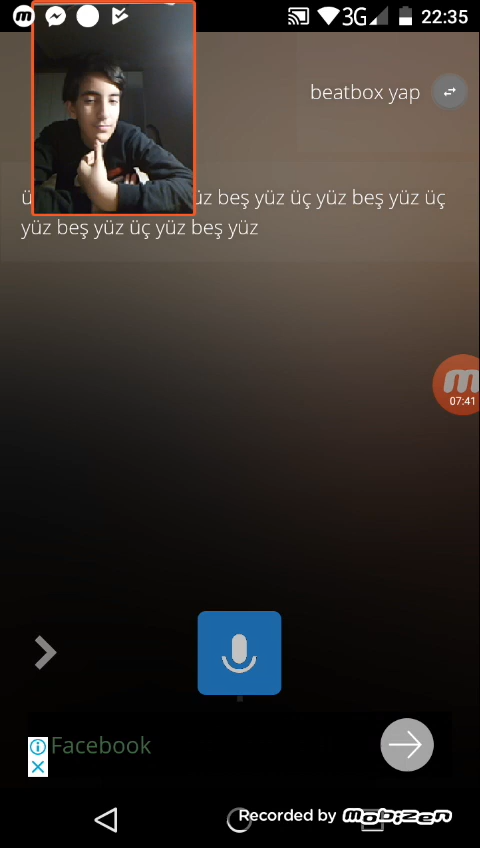 3G 22:35
beatbox yap
yüz beş yüz üç yüz beş yüz üç
yüz beş yüz üç yüz beş yüz
07:41
Facebook
Recorded by mobizen